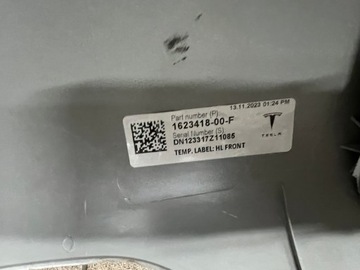 13.11.2023 01:24 PM
Part number (P)
1623418-00-F
Serial Number (S)
DN123317Z11085
TESLA
TEMP. LABEL: HL FRONT